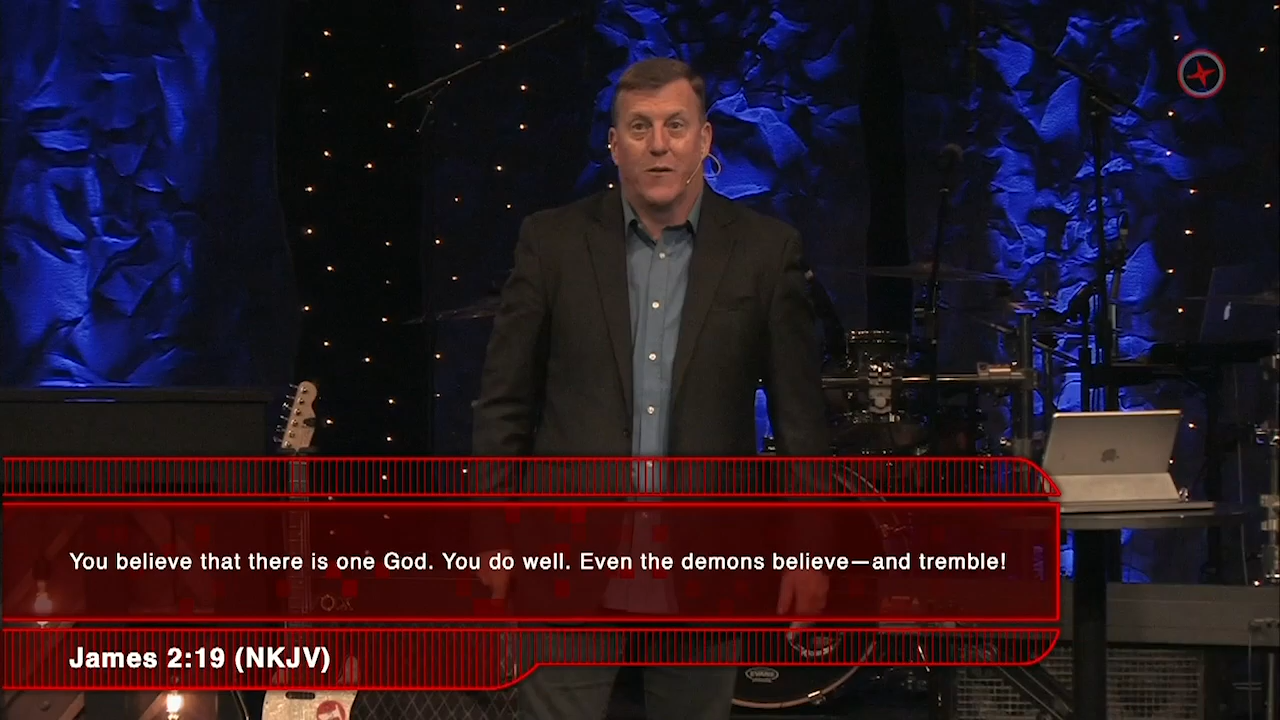 You believe that there is one God. You do well. Even the demons believe—and tremble!
James 2:19 (NKJV)
EVANS